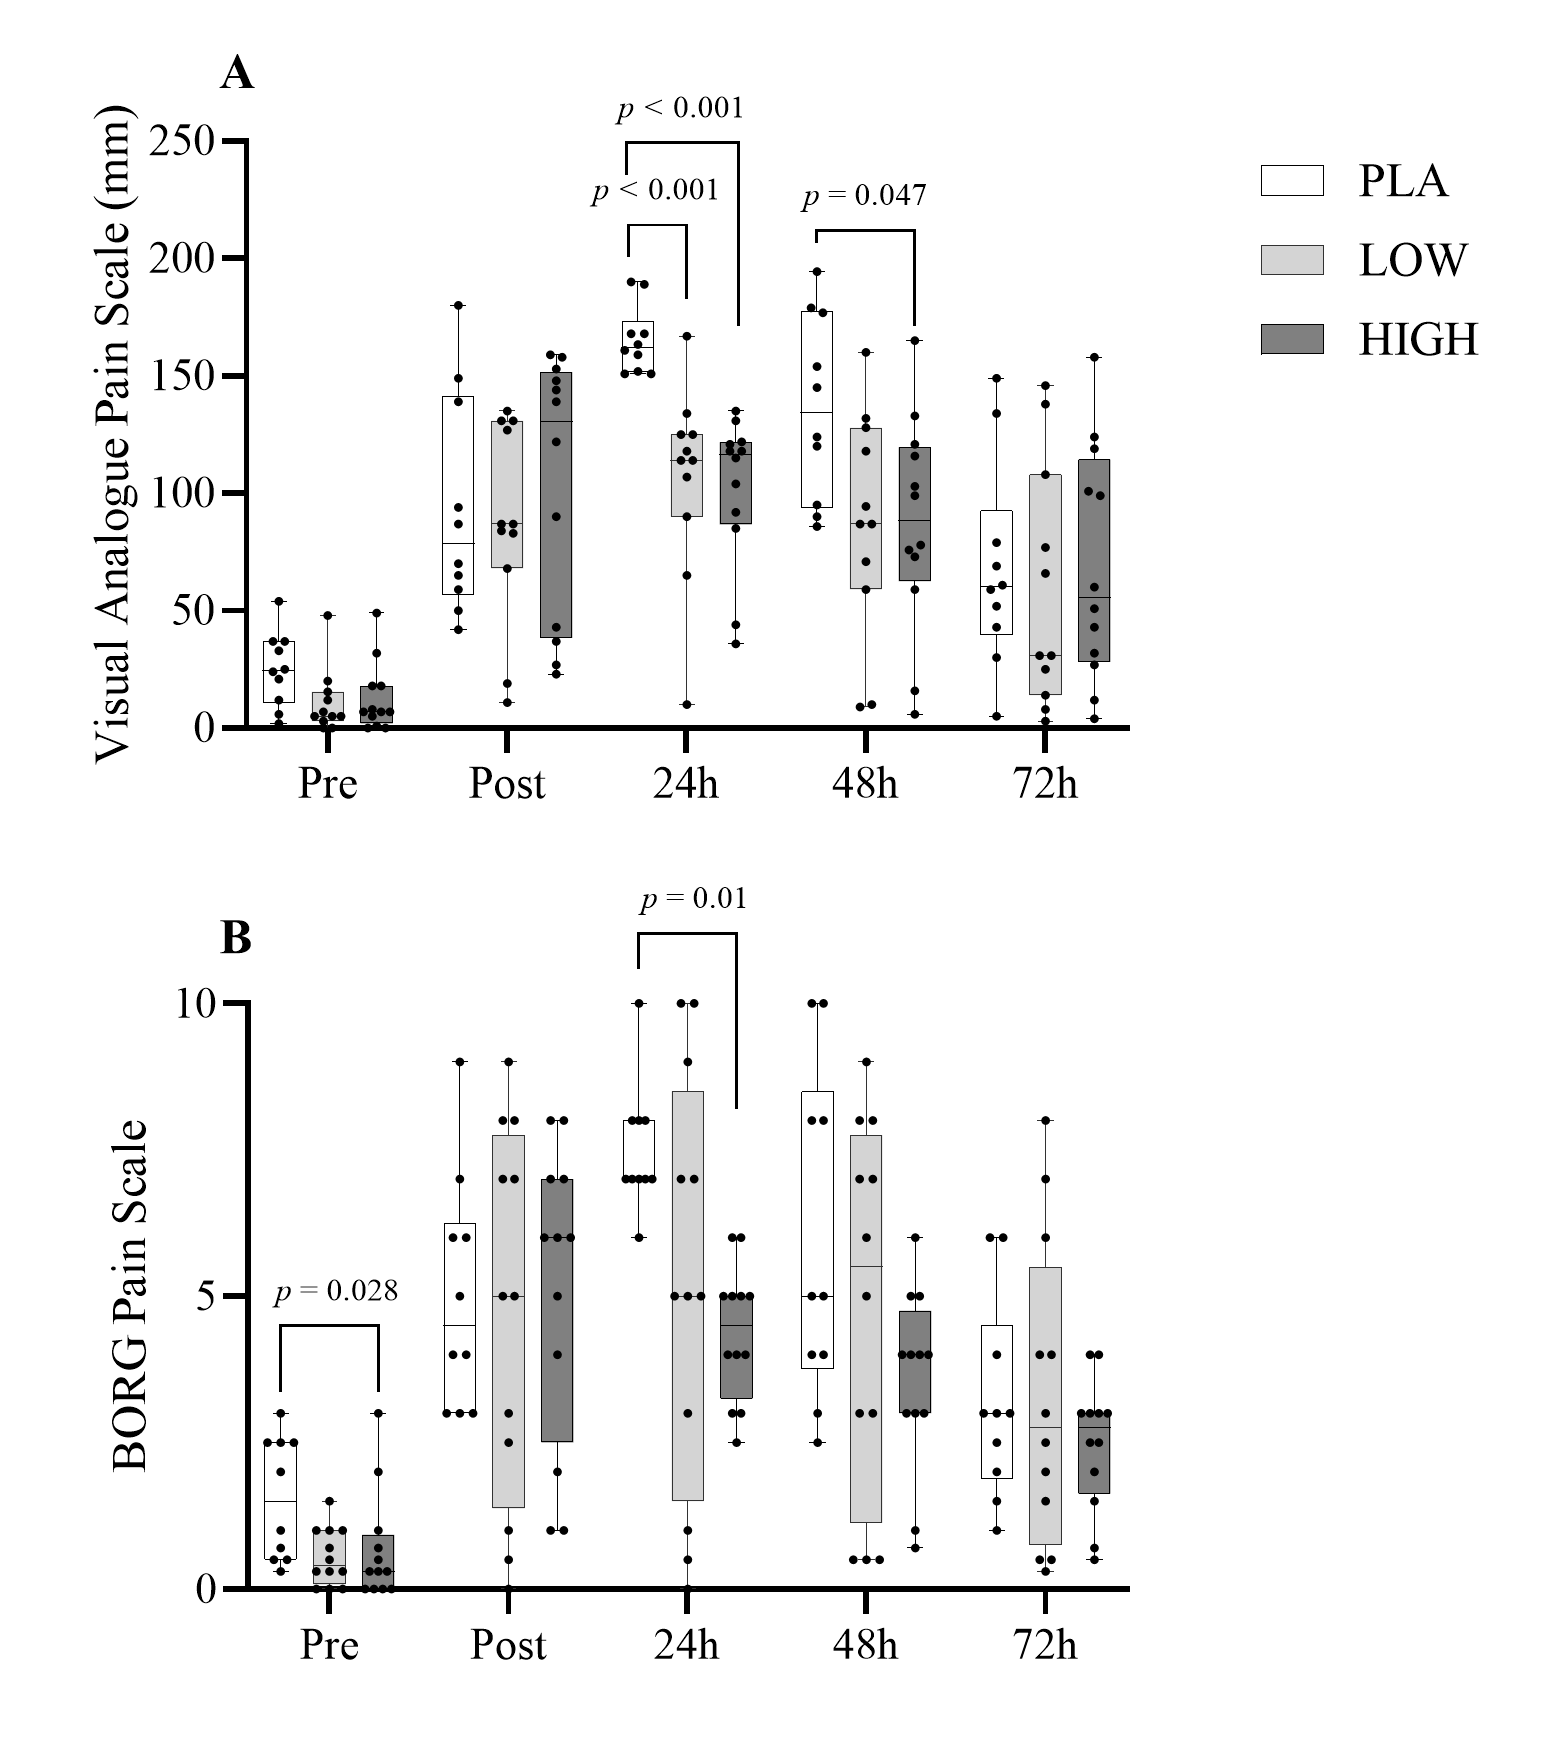 A
Visual Analogue Pain Scale (mm)
250
200
150
100
50
0
p < 0.001
p < 0.001
p = 0.047
PLA
LOW
HIGH
Pre Post 24h 48h 72h
B
BORG Pain Scale
10
5
0
p = 0.01
p = 0.028
Pre Post 24h 48h 72h